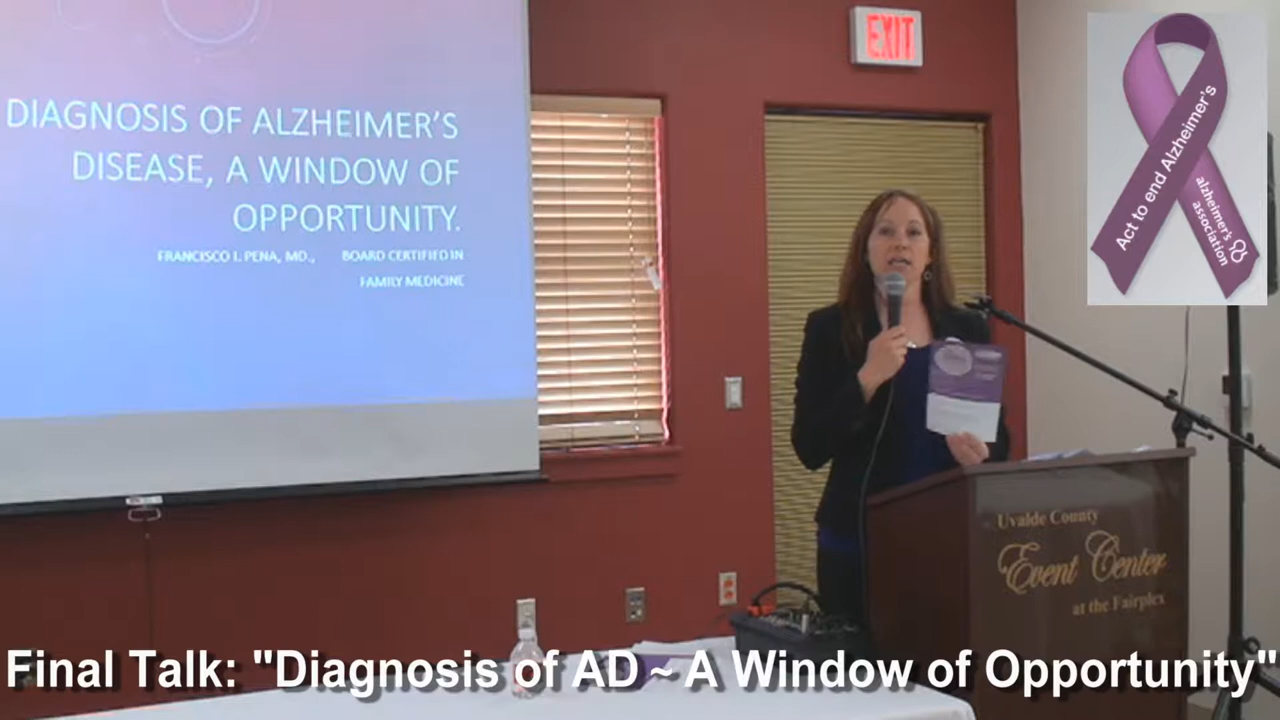 DIAGNOSIS OF ALZHEIMER'S
DISEASE, A WINDOW OF
OPPORTUNITY.
FRANCISCO I. PENA, MD., BOARD CERTIFIED IN
FAMILY MEDICINE
EXIT
Act to end Alzheimer's
alzheimer's
association
Uvalde County
Event Center
at the Fairplex
Final Talk: "Diagnosis of AD ~ A Window of Opportunity"